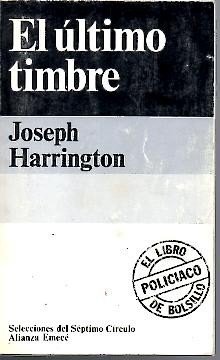 El último
timbre
Joseph
Harrington
EL LIBRO
POLICIACO
DE BOLSILLO
Selecciones del Séptimo Círculo
Alianza Emecé